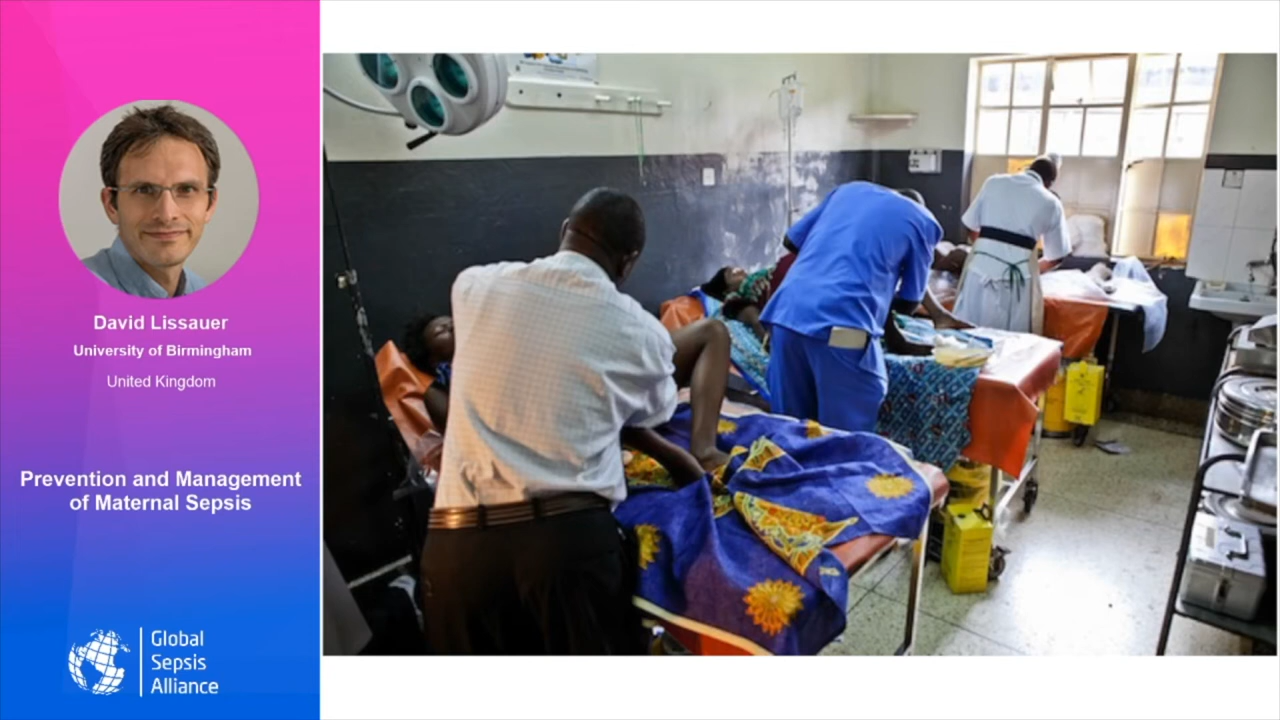 David Lissauer
University of Birmingham
United Kingdom
Prevention and Management
of Maternal Sepsis
Global
Sepsis
Alliance